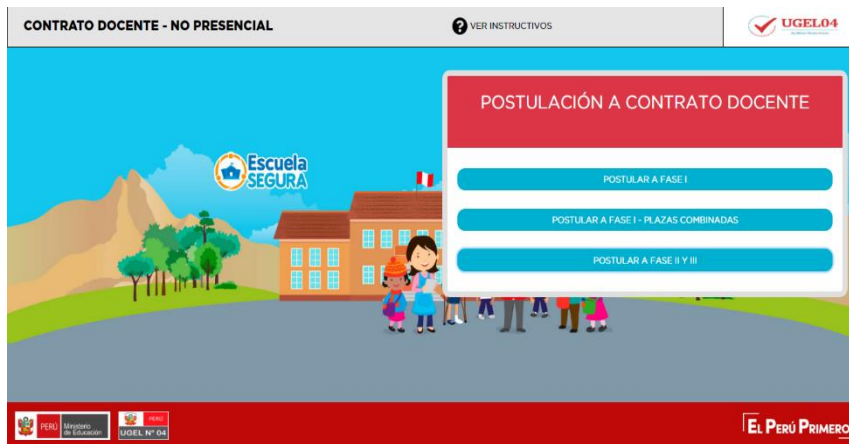 CONTRATO DOCENTE - NO PRESENCIAL
? VER INSTRUCTIVOS
UGEL04
POSTULACIÓN A CONTRATO DOCENTE
Escuela
SEGURA
POSTULAR A FASE I
POSTULAR A FASE I - PLAZAS COMBINADAS
POSTULAR A FASE II Y III
PERÚ
Ministerio
de Educación
PERÚ
UGEL N° 04
EL PERÚ PRIMERO